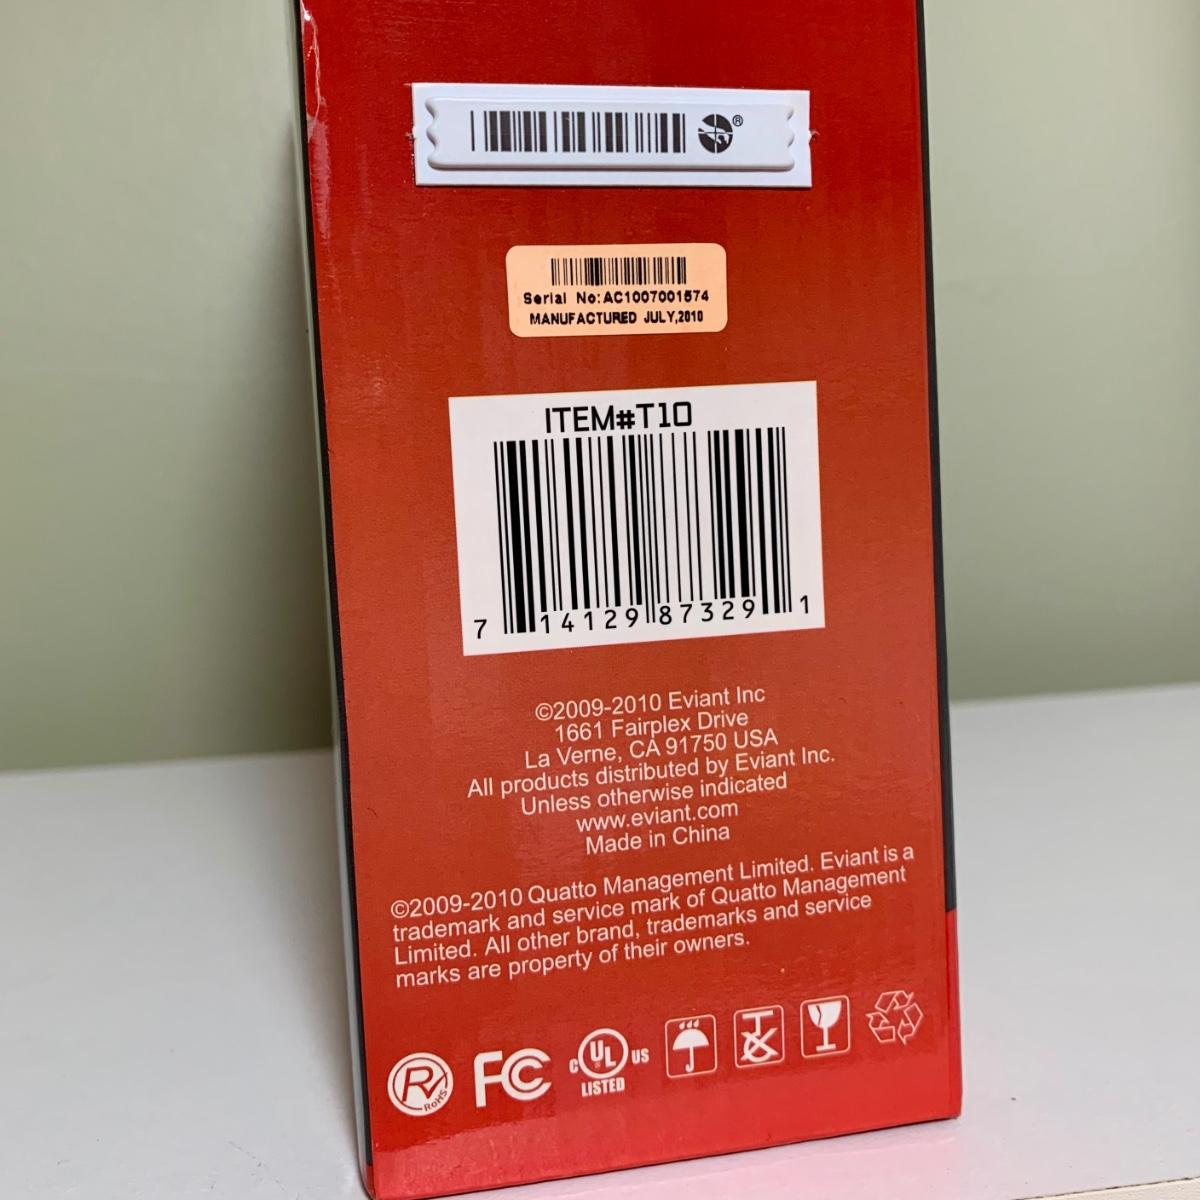 ®
Serial No:AC1007001574
MANUFACTURED JULY,2010
ITEM#T10
7 14129 87329 1
©2009-2010 Eviant Inc
1661 Fairplex Drive
La Verne, CA 91750 USA
All products distributed by Eviant Inc.
Unless otherwise indicated
www.eviant.com
Made in China
©2009-2010 Quatto Management Limited. Eviant is a
trademark and service mark of Quatto Management
Limited. All other brand, trademarks and service
marks are property of their owners.
RoHS FC c UL US
LISTED